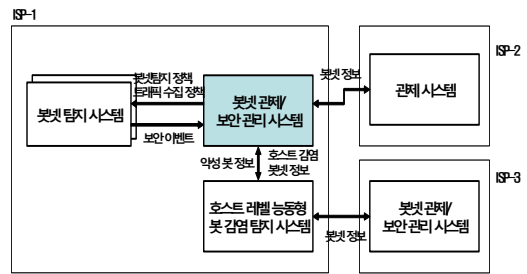 ISP-1
봇넷탐지 정책,
트래픽 수집 정책
봇넷 탐지 시스템
보안 이벤트
봇넷 관제/
보안 관리 시스템
봇넷 정보
ISP-2
관제 시스템
악성 봇 정보
호스트 감염
봇넷 정보
호스트 레벨 능동형
봇 감염 탐지 시스템
봇넷 정보
ISP-3
봇넷 관제/
보안 관리 시스템